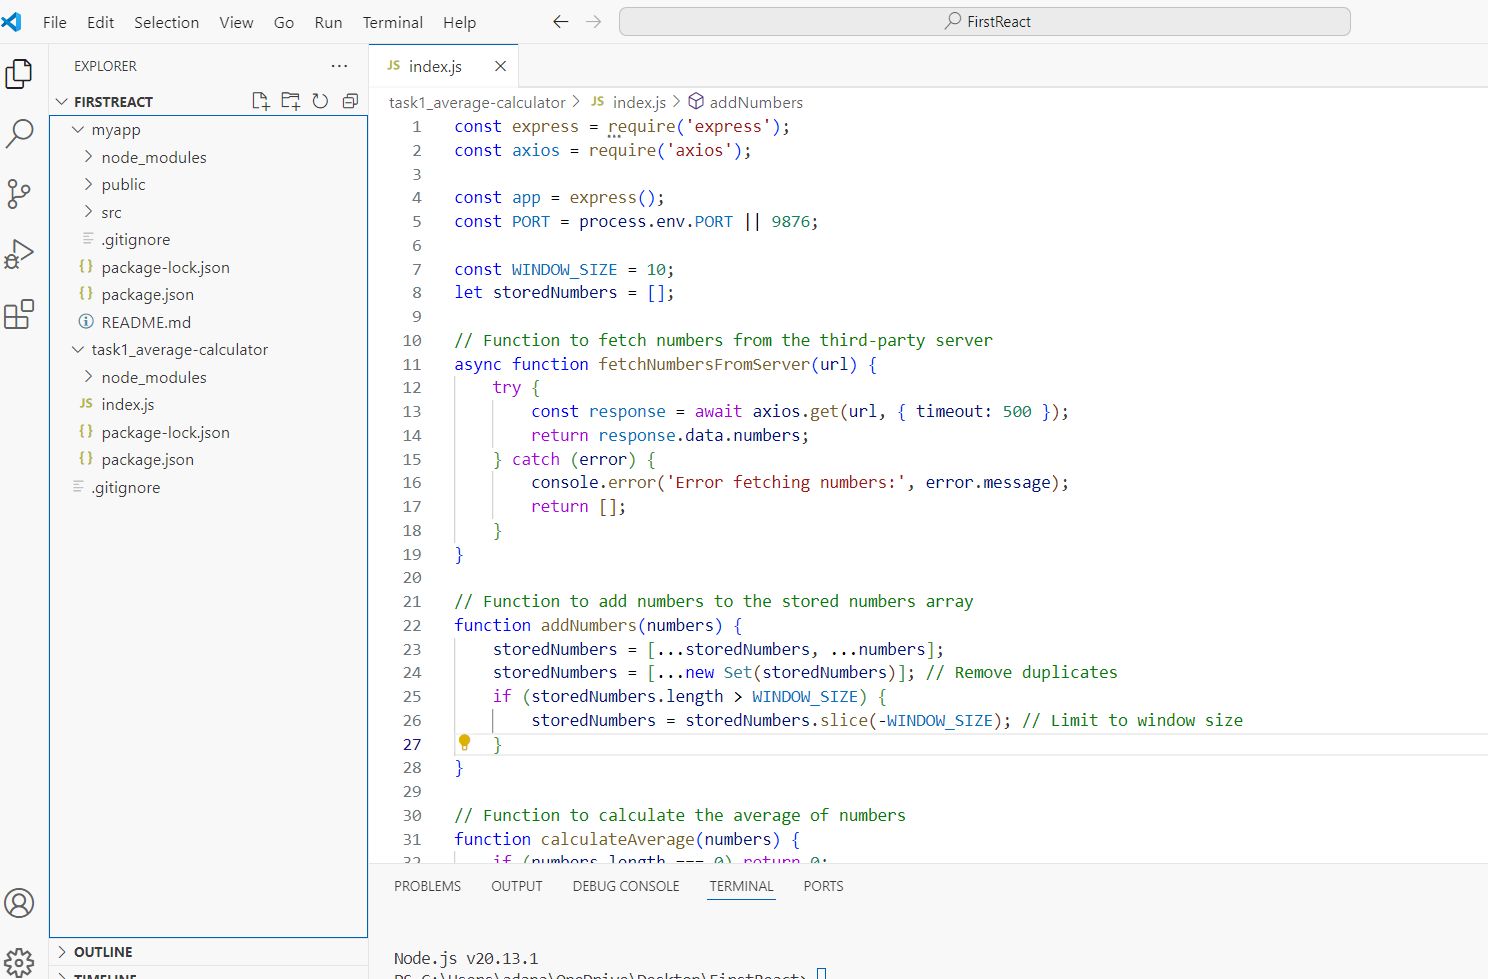 File Edit Selection View Go Run Terminal Help
FirstReact
EXPLORER
FIRSTREACT
myapp
node_modules
public
src
.gitignore
package-lock.json
package.json
README.md
task1_average-calculator
node_modules
index.js
package-lock.json
package.json
.gitignore
OUTLINE
TIMELINE
JS index.js
task1_average-calculator > JS index.js > addNumbers
1 const express = require('express');
2 const axios = require('axios');
3
4 const app = express();
5 const PORT = process.env.PORT || 9876;
6
7 const WINDOW_SIZE = 10;
8 let storedNumbers = [];
9
10 // Function to fetch numbers from the third-party server
11 async function fetchNumbersFromServer(url) {
12 try {
13 const response = await axios.get(url, { timeout: 500 });
14 return response.data.numbers;
15 } catch (error) {
16 console.error('Error fetching numbers:', error.message);
17 return [];
18 }
19 }
20
21 // Function to add numbers to the stored numbers array
22 function addNumbers(numbers) {
23 storedNumbers = [...storedNumbers, ...numbers];
24 storedNumbers = [...new Set(storedNumbers)]; // Remove duplicates
25 if (storedNumbers.length > WINDOW_SIZE) {
26 storedNumbers = storedNumbers.slice(-WINDOW_SIZE); // Limit to window size
27 }
28 }
29
30 // Function to calculate the average of numbers
31 function calculateAverage(numbers) {
32 if (numbers.length === 0) return 0;
PROBLEMS OUTPUT DEBUG CONSOLE TERMINAL PORTS
Node.js v20.13.1
PS C:\Users\adana\OneDrive\Desktop\FirstReact>